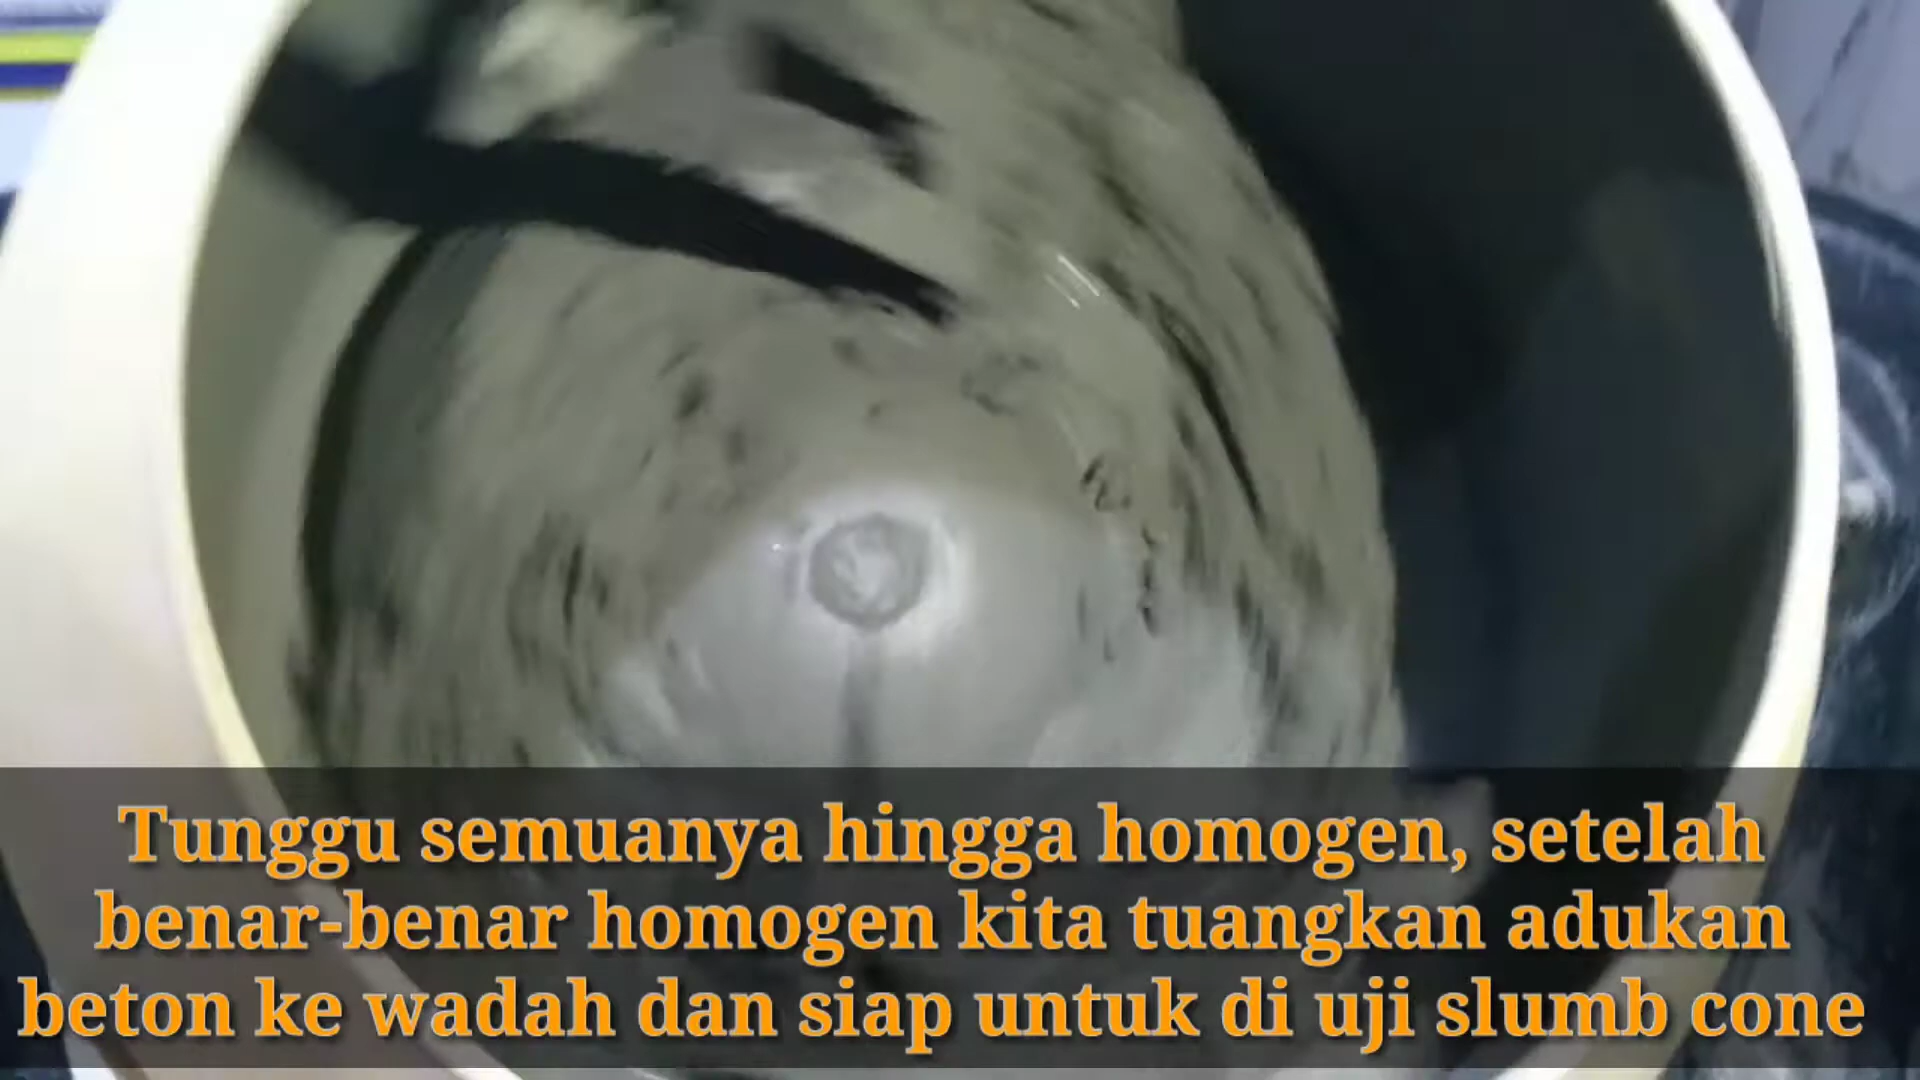 Tunggu semuanya hingga homogen, setelah
benar-benar homogen kita tuangkan adukan
beton ke wadah dan siap untuk di uji slumb cone